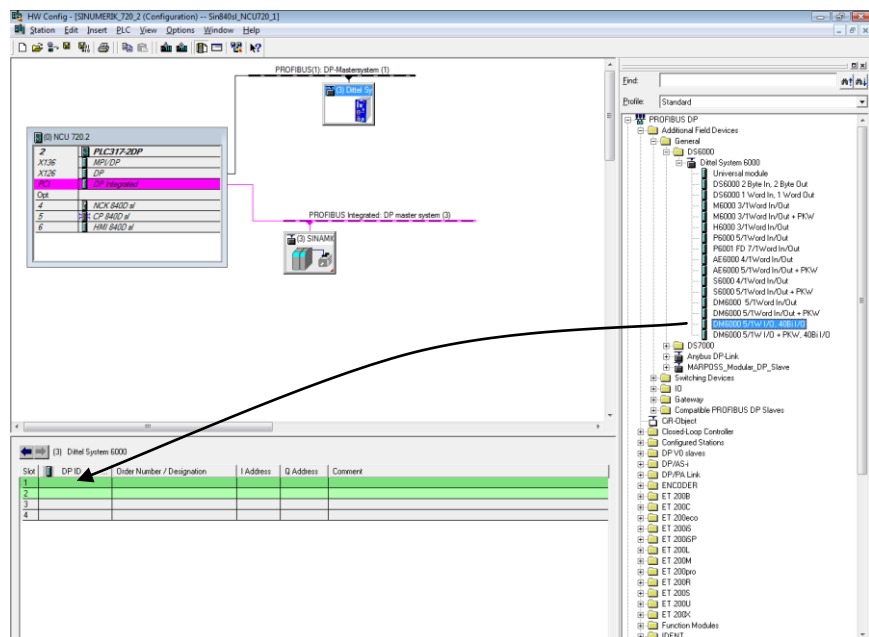 HW Config - [SINUMERIK_720_2 (Configuration) -- Sin840sl_NCU720_1]
Station Edit Insert PLC View Options Window Help
PROFIBUS(1): DP-Mastersystem (1)
(3) Dittel Sy
(0) NCU 720.2
2 PLC317-2DP
X136 MPI/DP
X126 DP
PCI DP integrated
Opt
4 NCK 840D sl
5 CP 840D sl
6 HMI 840D sl
PROFIBUS Integrated: DP master system (3)
(3) SINAMI
(3) Dittel System 6000
Slot DP ID Order Number / Designation I Address Q Address Comment
1
2
3
4
Find:
Profile: Standard
PROFIBUS DP
Additional Field Devices
General
DS6000
Dittel System 6000
Universal module
DS6000 2 Byte In, 2 Byte Out
DS6000 1 Word In, 1 Word Out
M6000 3/1Word In/Out
M6000 3/1Word In/Out + PKW
H6000 3/1Word In/Out
P6000 5/1Word In/Out
P6001 FD 7/1Word In/Out
AE6000 4/1Word In/Out
AE6000 5/1Word In/Out + PKW
S6000 4/1Word In/Out
S6000 5/1Word In/Out + PKW
DM6000 5/1Word In/Out
DM6000 5/1Word In/Out + PKW
DM6000 5/1W I/O, 40Bi I/O
DM6000 5/1W I/O + PKW, 40Bi I/O
DS7000
Anybus DP-Link
MARPOSS_Modular_DP_Slave
Switching Devices
IO
Gateway
Compatible PROFIBUS DP Slaves
CiR-Object
Closed-Loop Controller
Configured Stations
DP V0 slaves
DP/AS-i
DP/PA Link
ENCODER
ET 200B
ET 200C
ET 200eco
ET 200iS
ET 200iSP
ET 200L
ET 200M
ET 200pro
ET 200R
ET 200S
ET 200U
ET 200X
Function Modules
IDENT